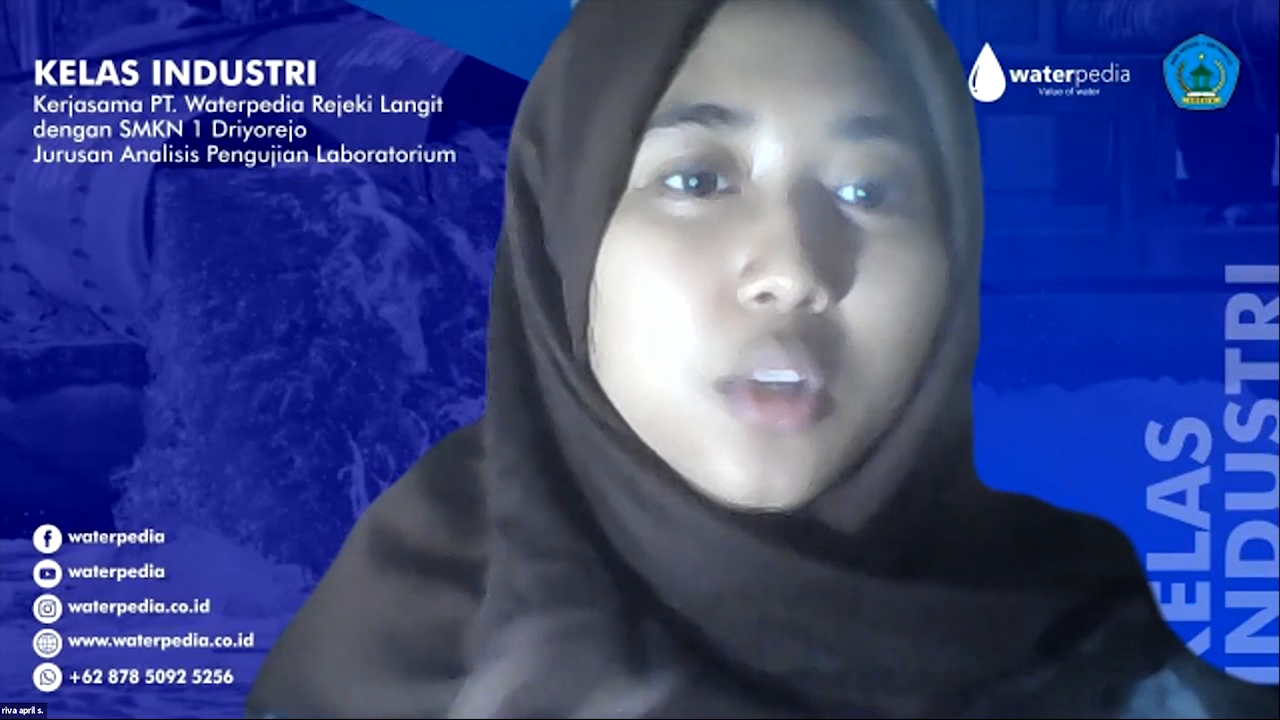 KELAS INDUSTRI
Kerjasama PT. Waterpedia Rejeki Langit
dengan SMKN 1 Driyorejo
Jurusan Analisis Pengujian Laboratorium
waterpedia
Value of water
KELAS
INDUSTRI
waterpedia
waterpedia
waterpedia.co.id
www.waterpedia.co.id
+62 878 5092 5256
riva april s.